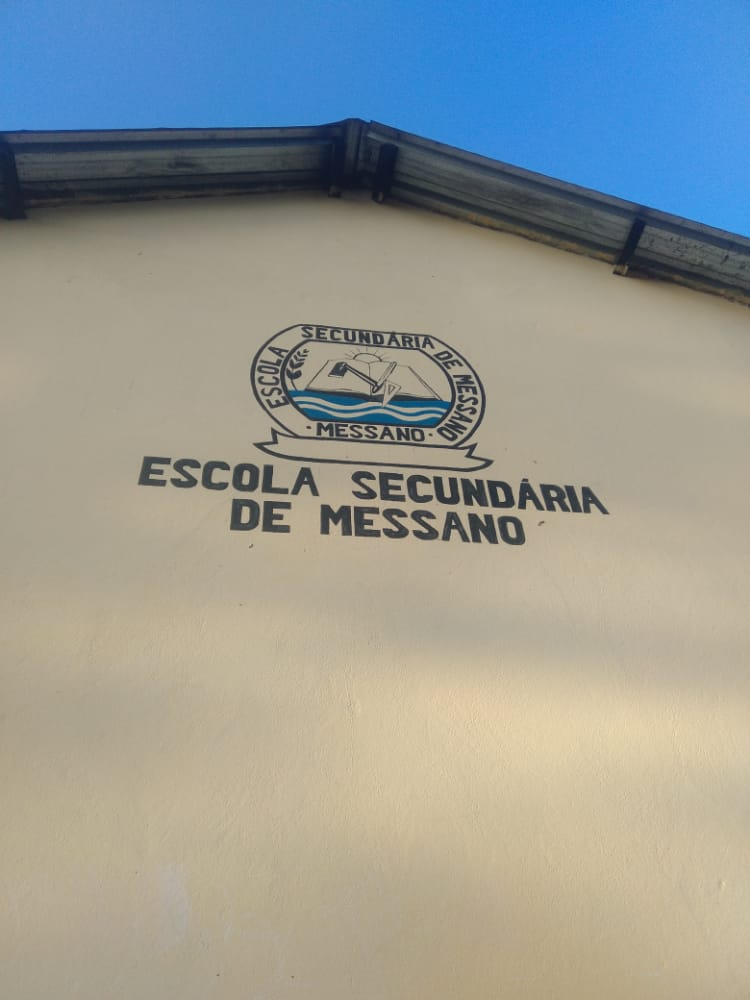 ESCOLA SECUNDÁRIA DE MESSANO
· MESSANO ·
ESCOLA SECUNDÁRIA
DE MESSANO